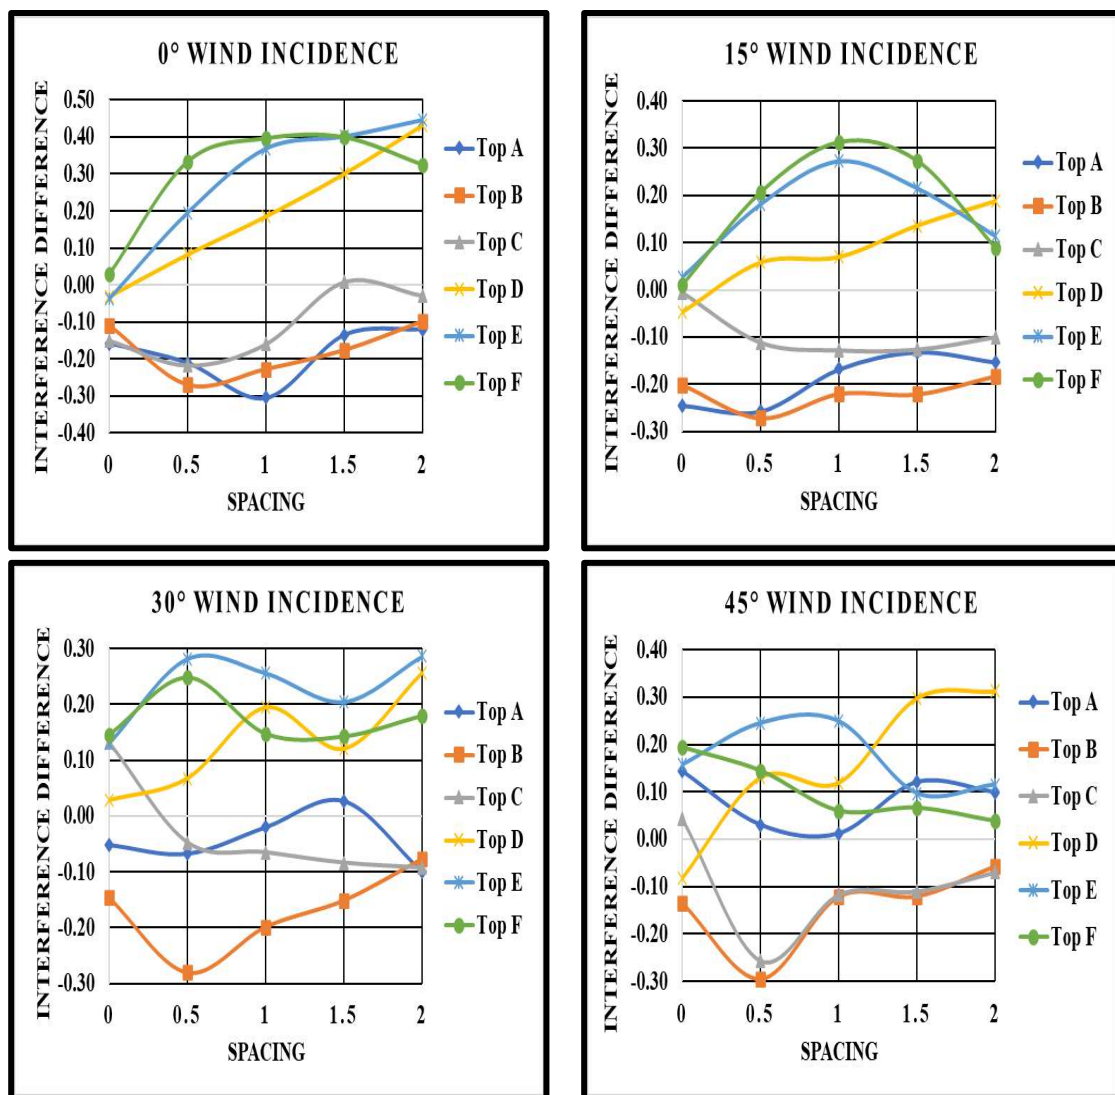 0° WIND INCIDENCE
INTERFERENCE DIFFERENCE
0.50
0.40
0.30
0.20
0.10
0.00
-0.10
-0.20
-0.30
-0.40
0 0.5 1 1.5 2
SPACING
Top A
Top B
Top C
Top D
Top E
Top F
15° WIND INCIDENCE
INTERFERENCE DIFFERENCE
0.40
0.30
0.20
0.10
0.00
-0.10
-0.20
-0.30
0 0.5 1 1.5 2
SPACING
Top A
Top B
Top C
Top D
Top E
Top F
30° WIND INCIDENCE
INTERFERENCE DIFFERENCE
0.30
0.20
0.10
0.00
-0.10
-0.20
-0.30
0 0.5 1 1.5 2
SPACING
Top A
Top B
Top C
Top D
Top E
Top F
45° WIND INCIDENCE
INTERFERENCE DIFFERENCE
0.40
0.30
0.20
0.10
0.00
-0.10
-0.20
-0.30
0 0.5 1 1.5 2
SPACING
Top A
Top B
Top C
Top D
Top E
Top F